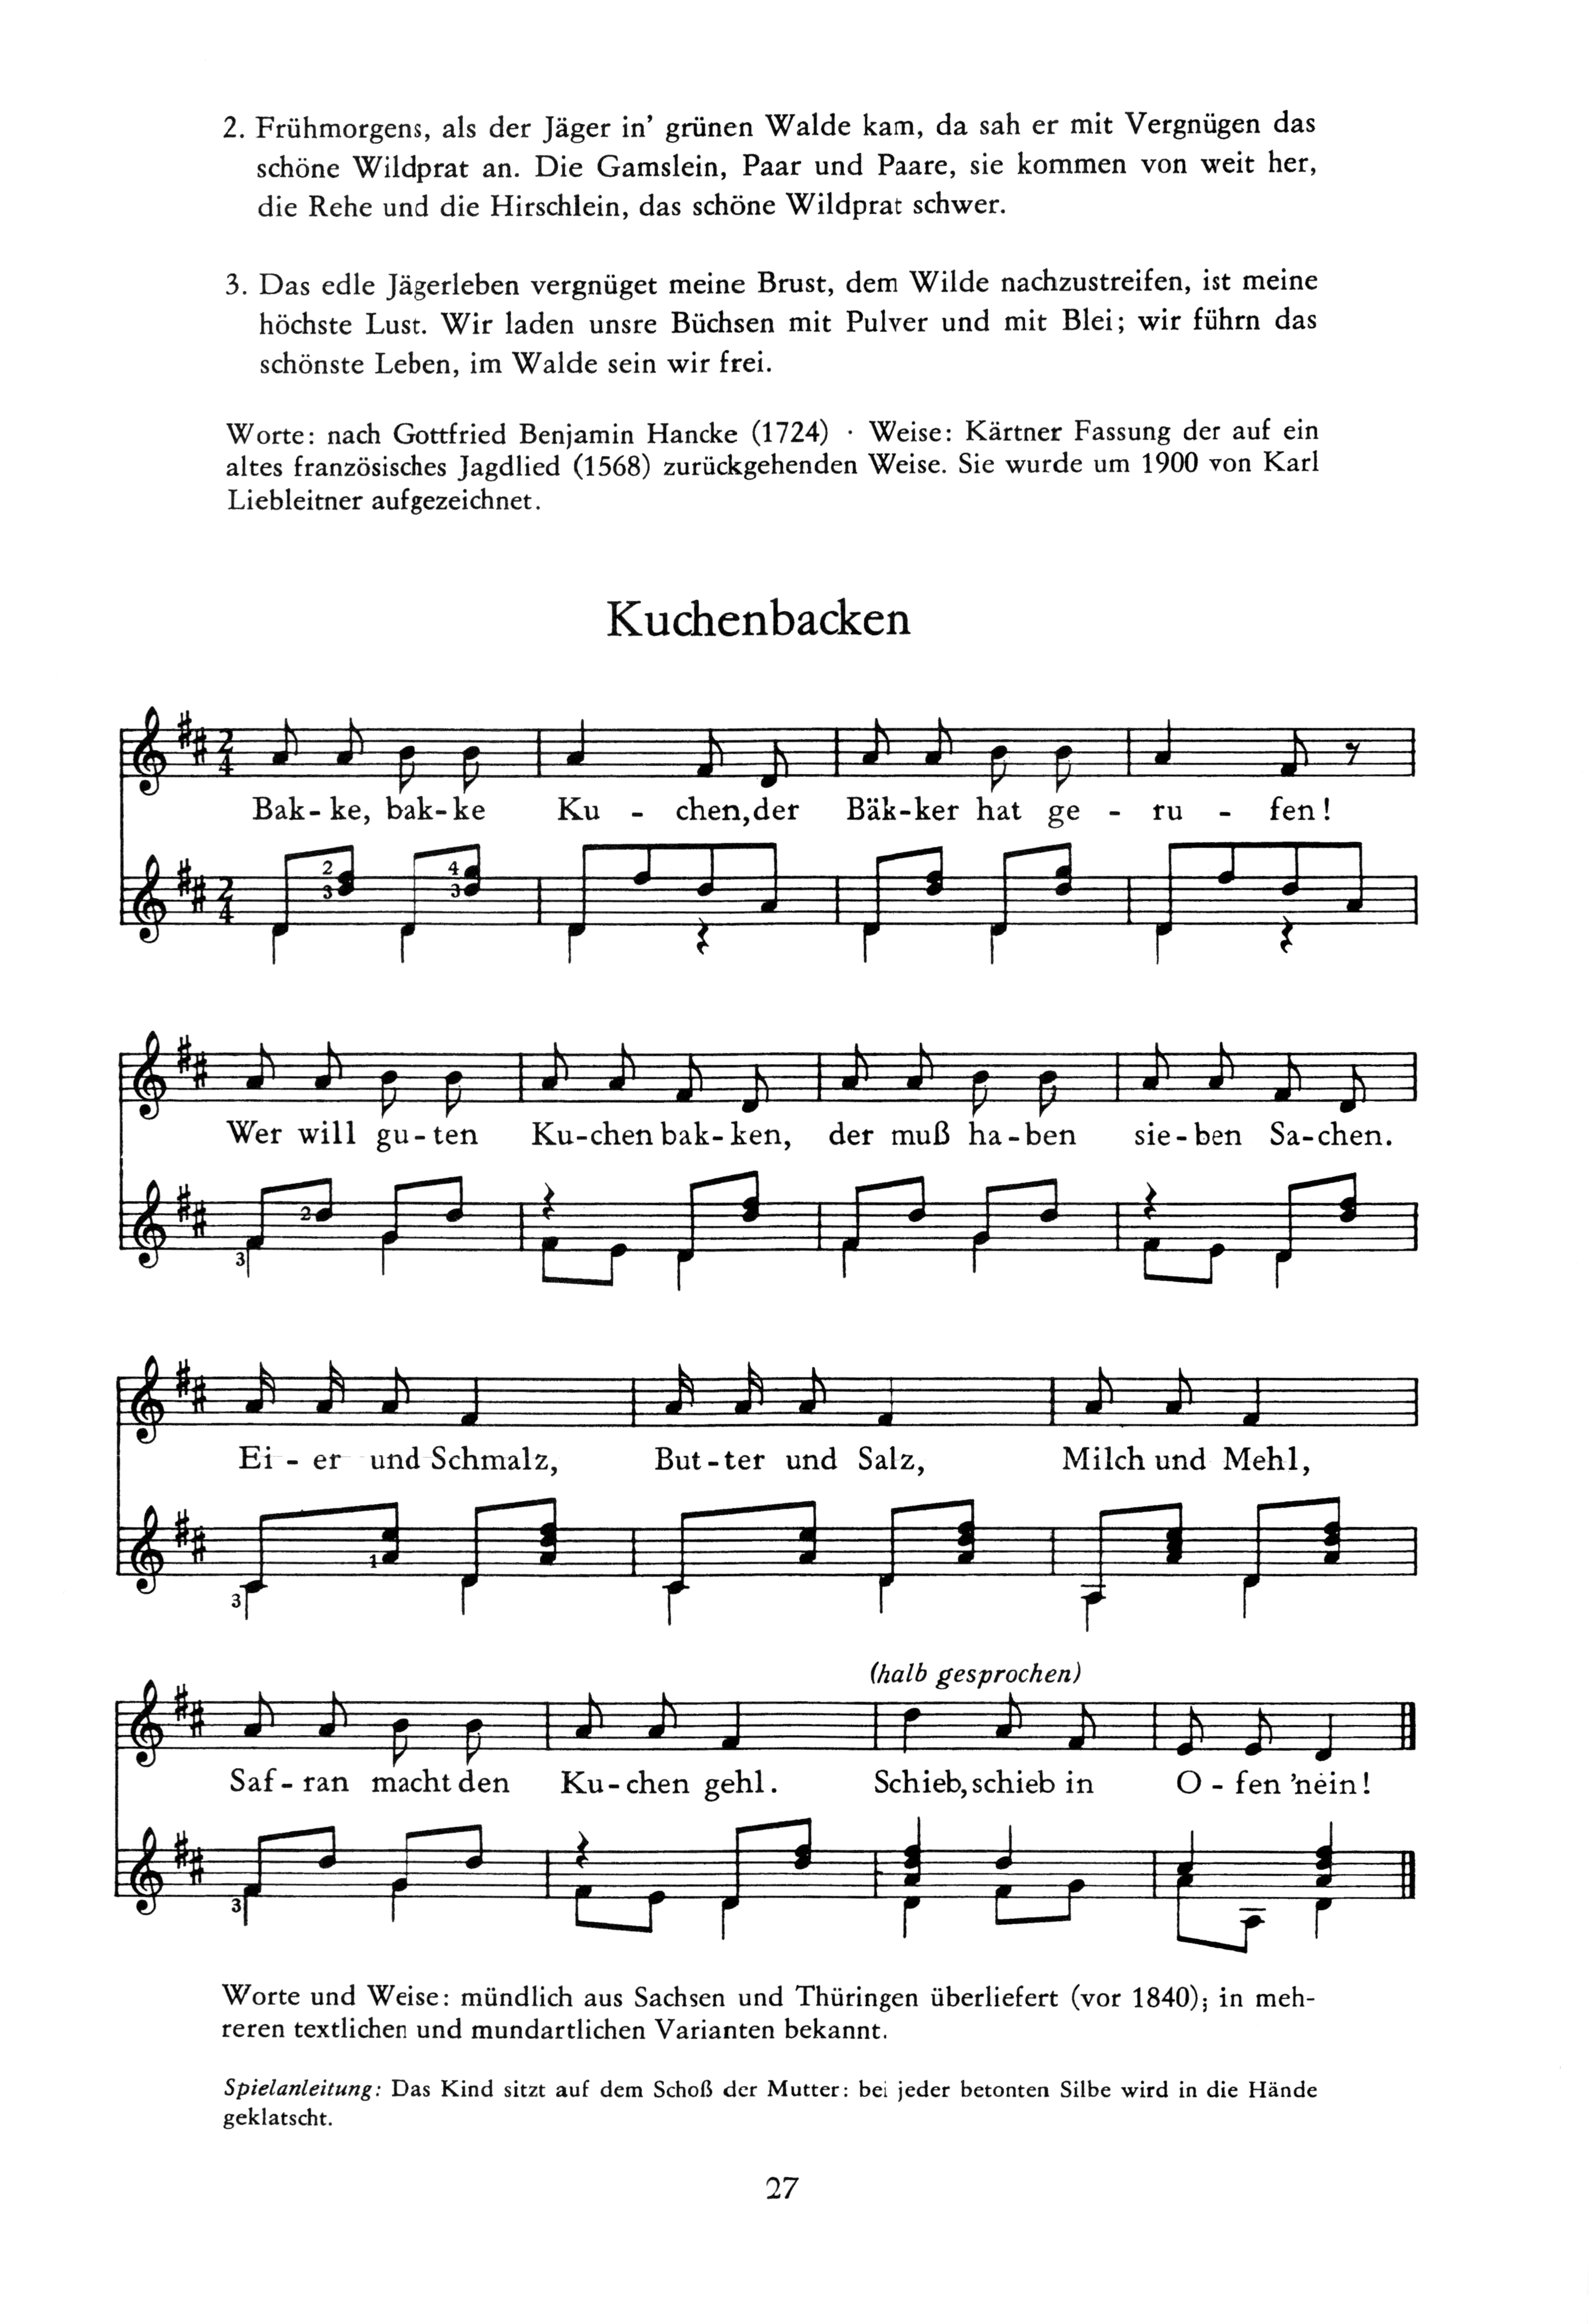 2. Frühmorgens, als der Jäger in’ grünen Walde kam, da sah er mit Vergnügen das
schöne Wildprat an. Die Gamslein, Paar und Paare, sie kommen von weit her,
die Rehe und die Hirschlein, das schöne Wildprat schwer.
3. Das edle Jägerleben vergnüget meine Brust, dem Wilde nachzustreifen, ist meine
höchste Lust. Wir laden unsre Büchsen mit Pulver und mit Blei; wir führn das
schönste Leben, im Walde sein wir frei.
Worte: nach Gottfried Benjamin Hancke (1724) · Weise: Kärtner Fassung der auf ein
altes französisches Jagdlied (1568) zurückgehenden Weise. Sie wurde um 1900 von Karl
Liebleitner aufgezeichnet.
Kuchenbacken
2 4
Bak-ke, bak-ke Ku - chen, der Bäk-ker hat ge - ru - fen!
2 4 2 3 4 3
Wer will gu-ten Ku-chen bak-ken, der muß ha-ben sie-ben Sa-chen.
3 2
Ei - er und Schmalz, But-ter und Salz, Milch und Mehl,
3 1
(halb gesprochen)
Saf-ran macht den Ku-chen gehl. Schieb, schieb in O - fen ’nein!
3
Worte und Weise: mündlich aus Sachsen und Thüringen überliefert (vor 1840); in meh-
reren textlichen und mundartlichen Varianten bekannt.
Spielanleitung: Das Kind sitzt auf dem Schoß der Mutter: bei jeder betonten Silbe wird in die Hände
geklatscht.
27